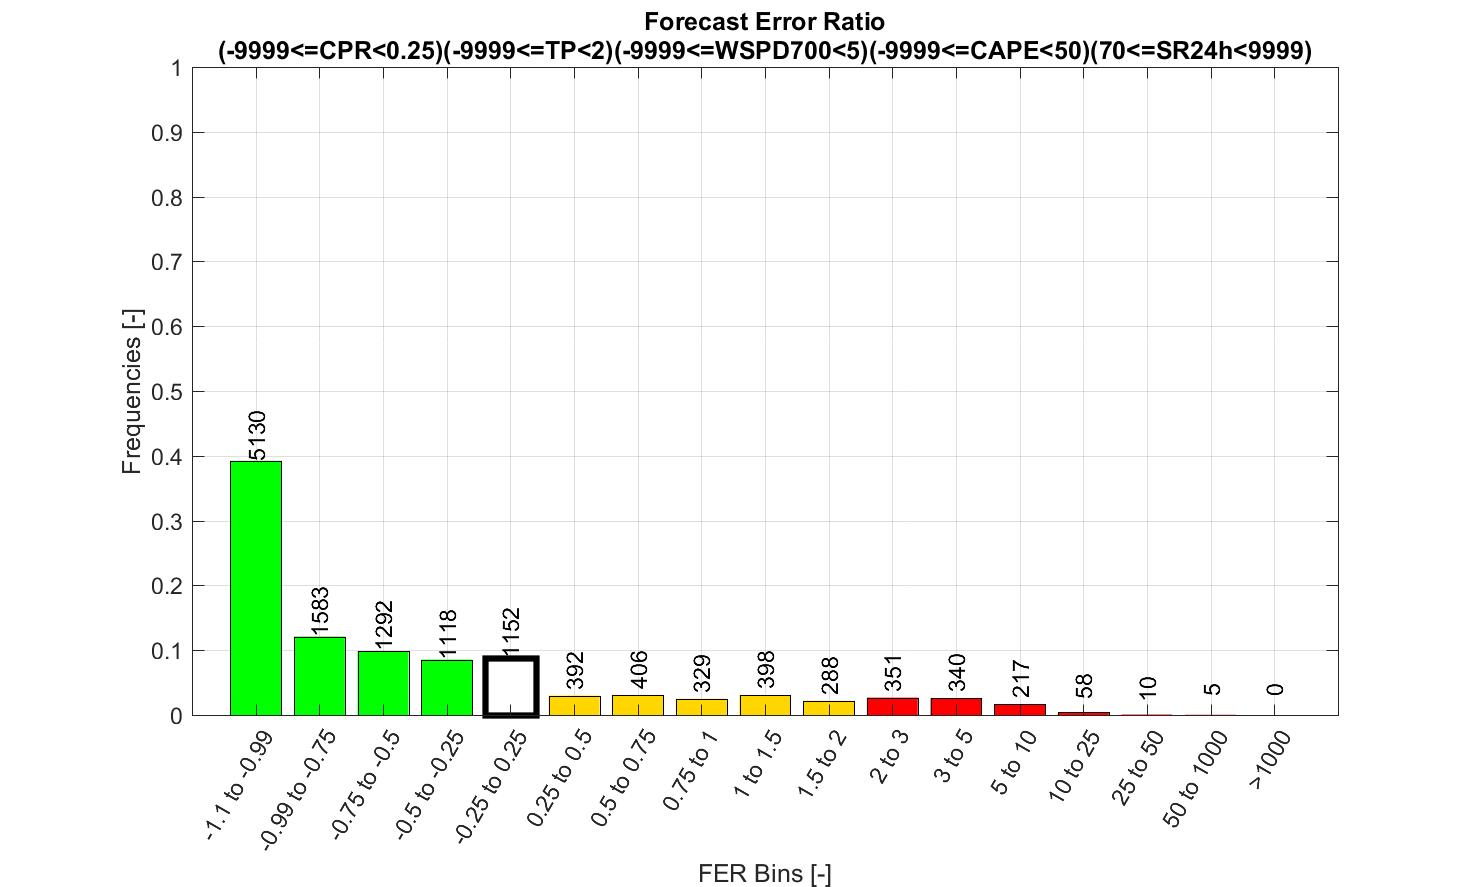 Forecast Error Ratio
(-9999<=CPR<0.25)(-9999<=TP<2)(-9999<=WSPD700<5)(-9999<=CAPE<50)(70<=SR24h<9999)
1
0.9
0.8
0.7
0.6
0.5
0.4
0.3
0.2
0.1
0
Frequencies [-]
5130
1583
1292
1118
1152
392
406
329
398
288
351
340
217
58
10
5
0
-1.1 to -0.99
-0.99 to -0.75
-0.75 to -0.5
-0.5 to -0.25
-0.25 to 0.25
0.25 to 0.5
0.5 to 0.75
0.75 to 1
1 to 1.5
1.5 to 2
2 to 3
3 to 5
5 to 10
10 to 25
25 to 50
50 to 1000
>1000
FER Bins [-]